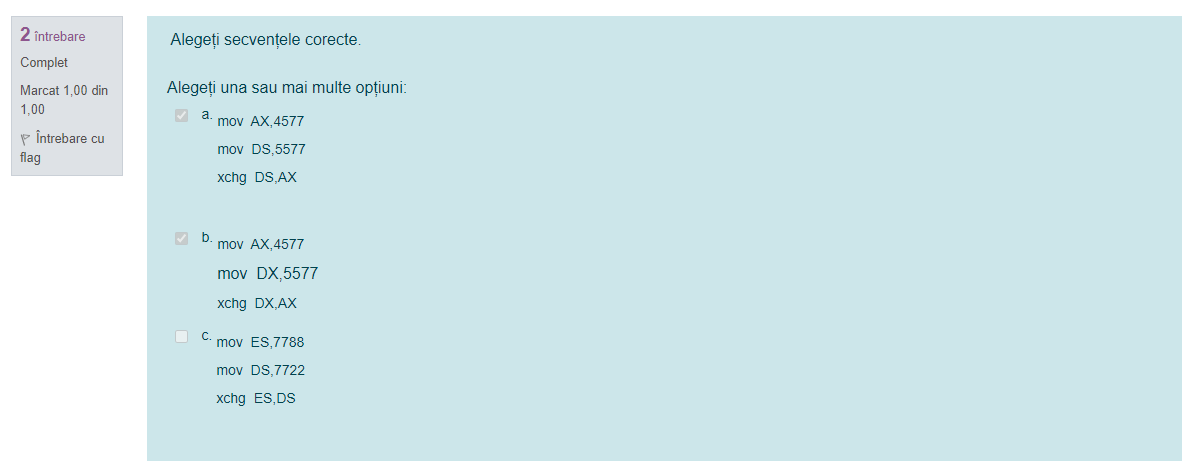 2 întrebare
Complet
Marcat 1,00 din
1,00
Întrebare cu
flag
Alegeți secvențele corecte.
Alegeți una sau mai multe opțiuni:
a. mov AX,4577
mov DS,5577
xchg DS,AX
b. mov AX,4577
mov DX,5577
xchg DX,AX
c. mov ES,7788
mov DS,7722
xchg ES,DS